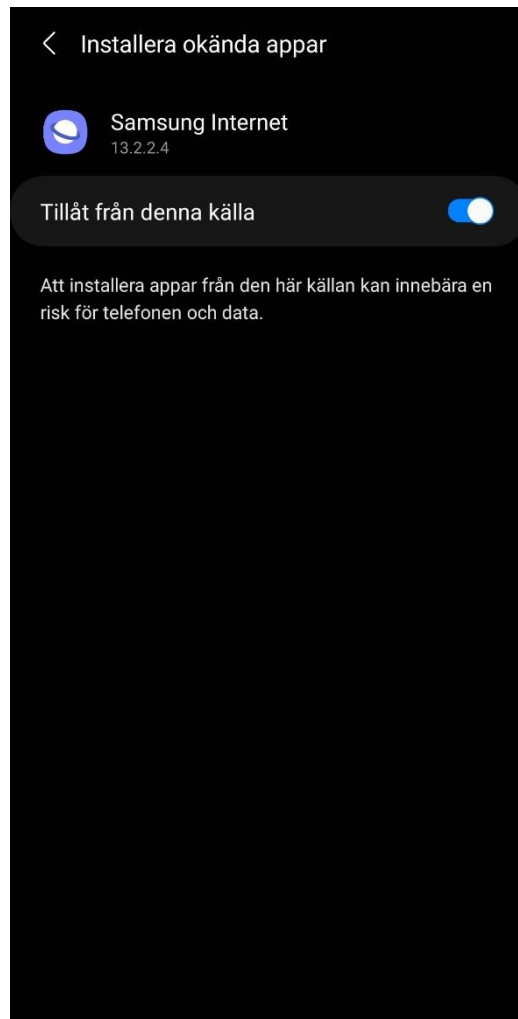 Installera okända appar
Samsung Internet
13.2.2.4
Tillåt från denna källa
Att installera appar från den här källan kan innebära en
risk för telefonen och data.